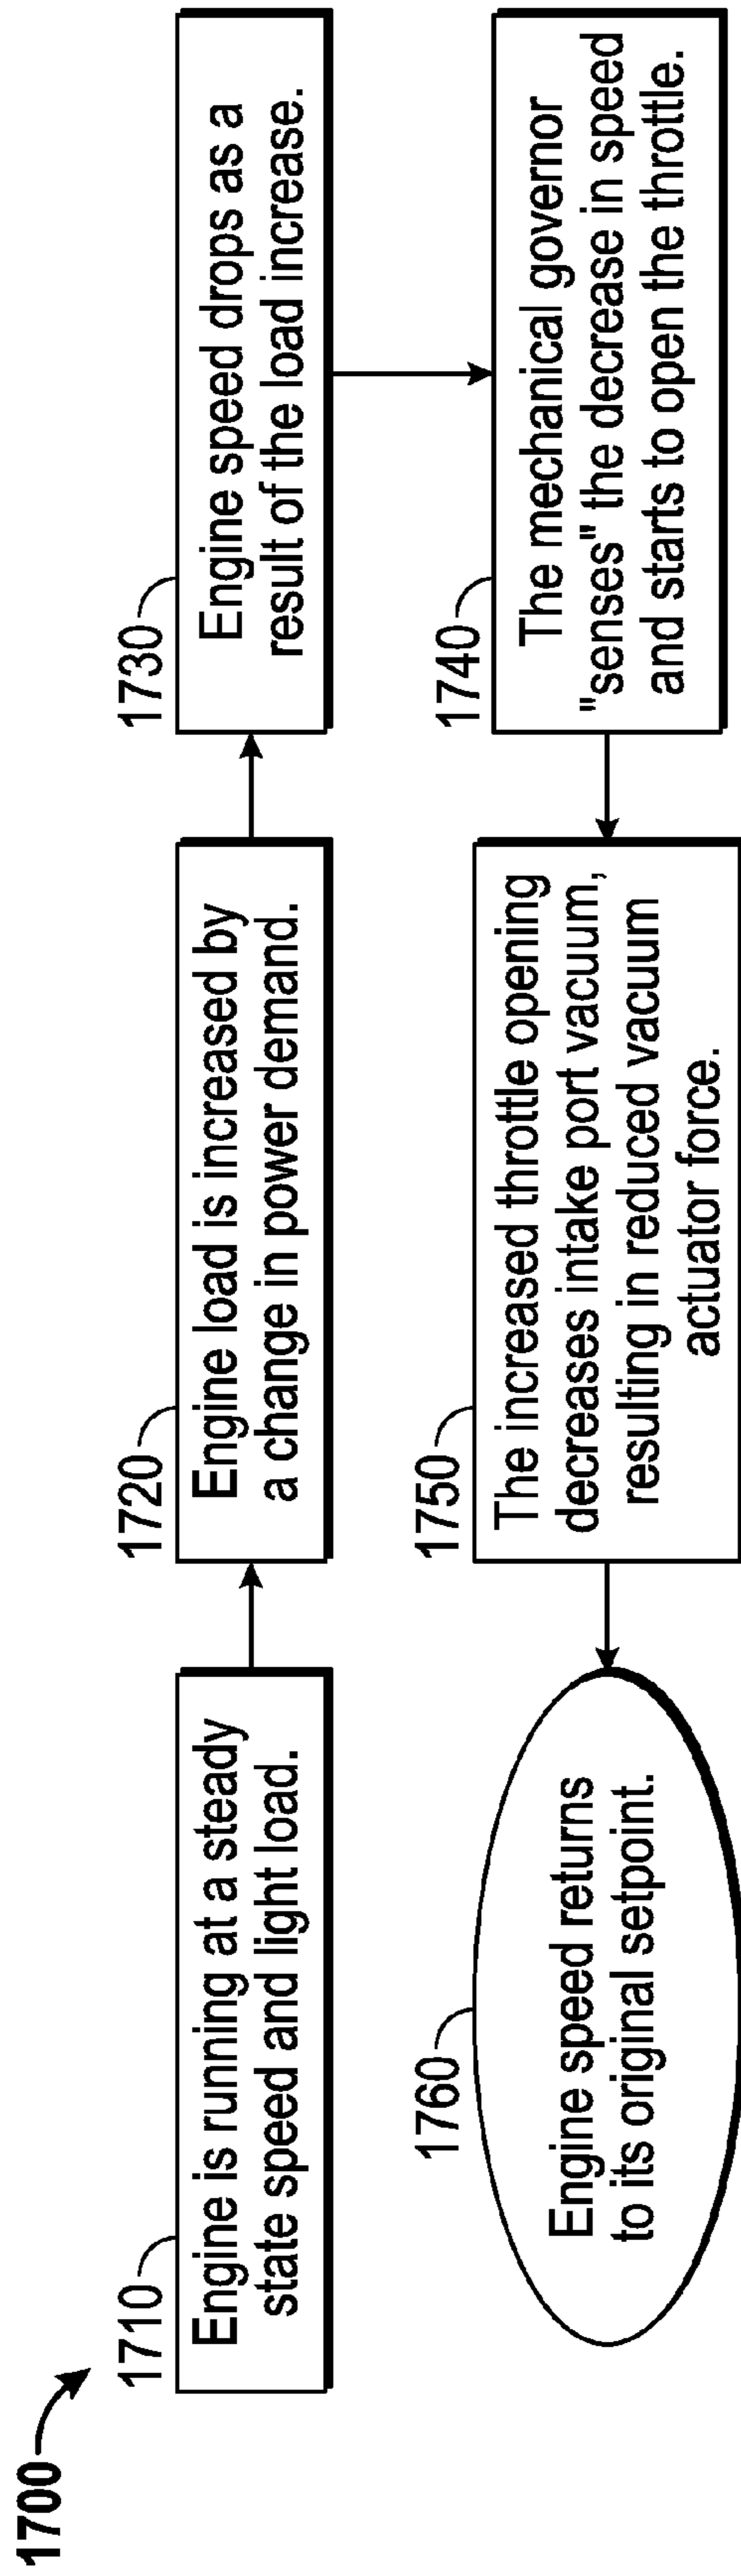 1700
1710
Engine is running at a steady
state speed and light load.
1720
Engine load is increased by
a change in power demand.
1730
Engine speed drops as a
result of the load increase.
1740
The mechanical governor
"senses" the decrease in speed
and starts to open the throttle.
1750
The increased throttle opening
decreases intake port vacuum,
resulting in reduced vacuum
actuator force.
1760
Engine speed returns
to its original setpoint.